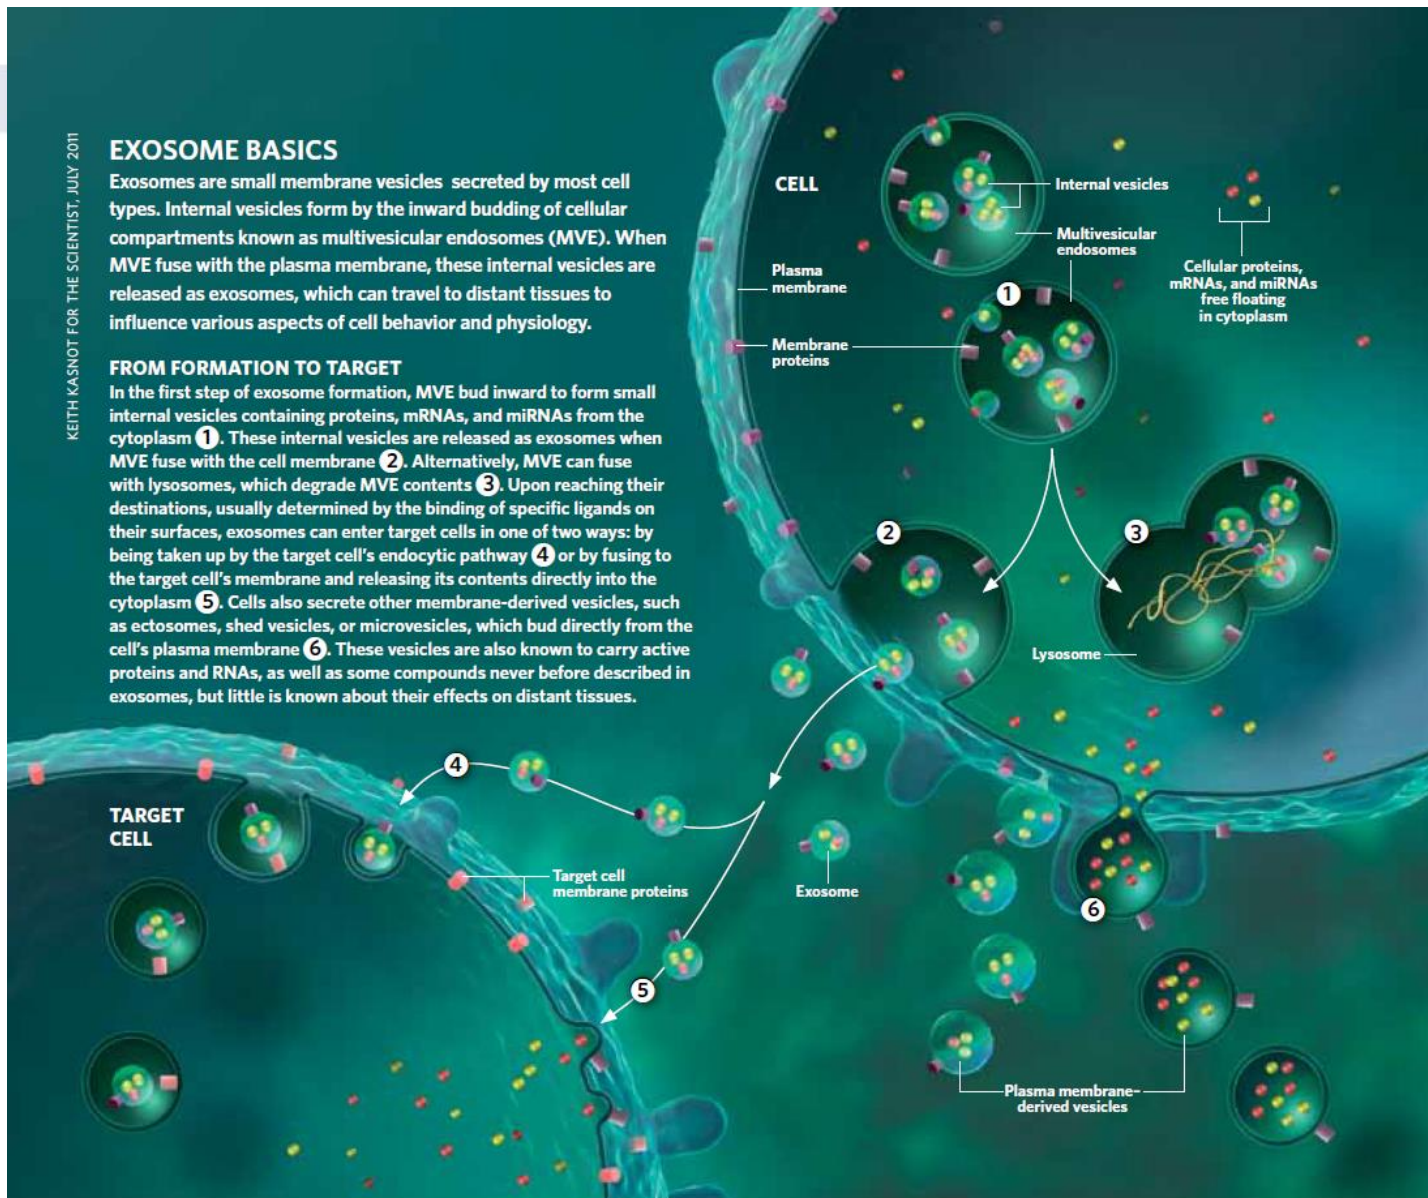 KEITH KASNOT FOR THE SCIENTIST, JULY 2011
EXOSOME BASICS
Exosomes are small membrane vesicles secreted by most cell
types. Internal vesicles form by the inward budding of cellular
compartments known as multivesicular endosomes (MVE). When
MVE fuse with the plasma membrane, these internal vesicles are
released as exosomes, which can travel to distant tissues to
influence various aspects of cell behavior and physiology.
FROM FORMATION TO TARGET
In the first step of exosome formation, MVE bud inward to form small
internal vesicles containing proteins, mRNAs, and miRNAs from the
cytoplasm 1. These internal vesicles are released as exosomes when
MVE fuse with the cell membrane 2. Alternatively, MVE can fuse
with lysosomes, which degrade MVE contents 3. Upon reaching their
destinations, usually determined by the binding of specific ligands on
their surfaces, exosomes can enter target cells in one of two ways: by
being taken up by the target cell's endocytic pathway 4 or by fusing to
the target cell's membrane and releasing its contents directly into the
cytoplasm 5. Cells also secrete other membrane-derived vesicles, such
as ectosomes, shed vesicles, or microvesicles, which bud directly from the
cell's plasma membrane 6. These vesicles are also known to carry active
proteins and RNAs, as well as some compounds never before described in
exosomes, but little is known about their effects on distant tissues.
CELL
Internal vesicles
Multivesicular
endosomes
Cellular proteins,
mRNAs, and miRNAs
free floating
in cytoplasm
Plasma
membrane
1
Membrane
proteins
2
3
Lysosome
4
TARGET
CELL
Target cell
membrane proteins
Exosome
6
5
Plasma membrane-
derived vesicles